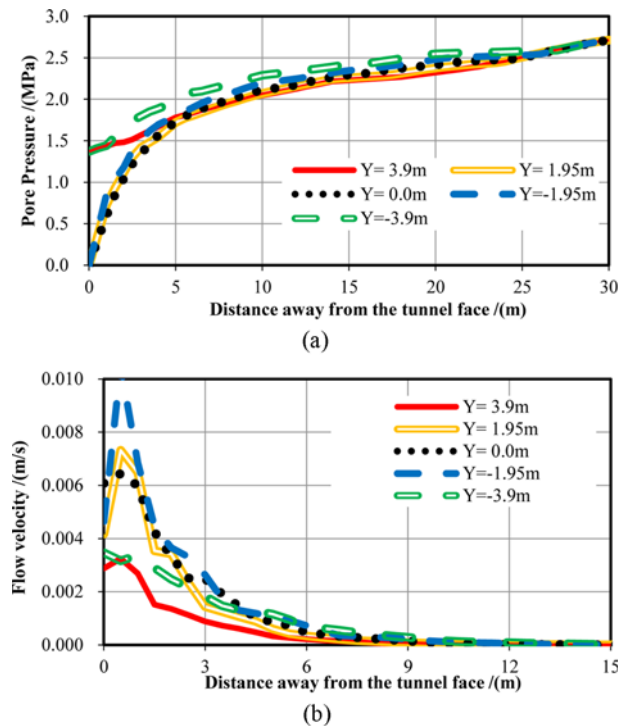 (a)
3.0
2.5
2.0
1.5
1.0
0.5
0.0
Pore Pressure /(MPa)
Y= 3.9m
Y= 1.95m
Y= 0.0m
Y=-1.95m
Y=-3.9m
0 5 10 15 20 25 30
Distance away from the tunnel face /(m)
(a)
0.010
0.008
0.006
0.004
0.002
0.000
Flow velocity /(m/s)
Y= 3.9m
Y= 1.95m
Y= 0.0m
Y=-1.95m
Y=-3.9m
0 3 6 9 12 15
Distance away from the tunnel face /(m)
(b)